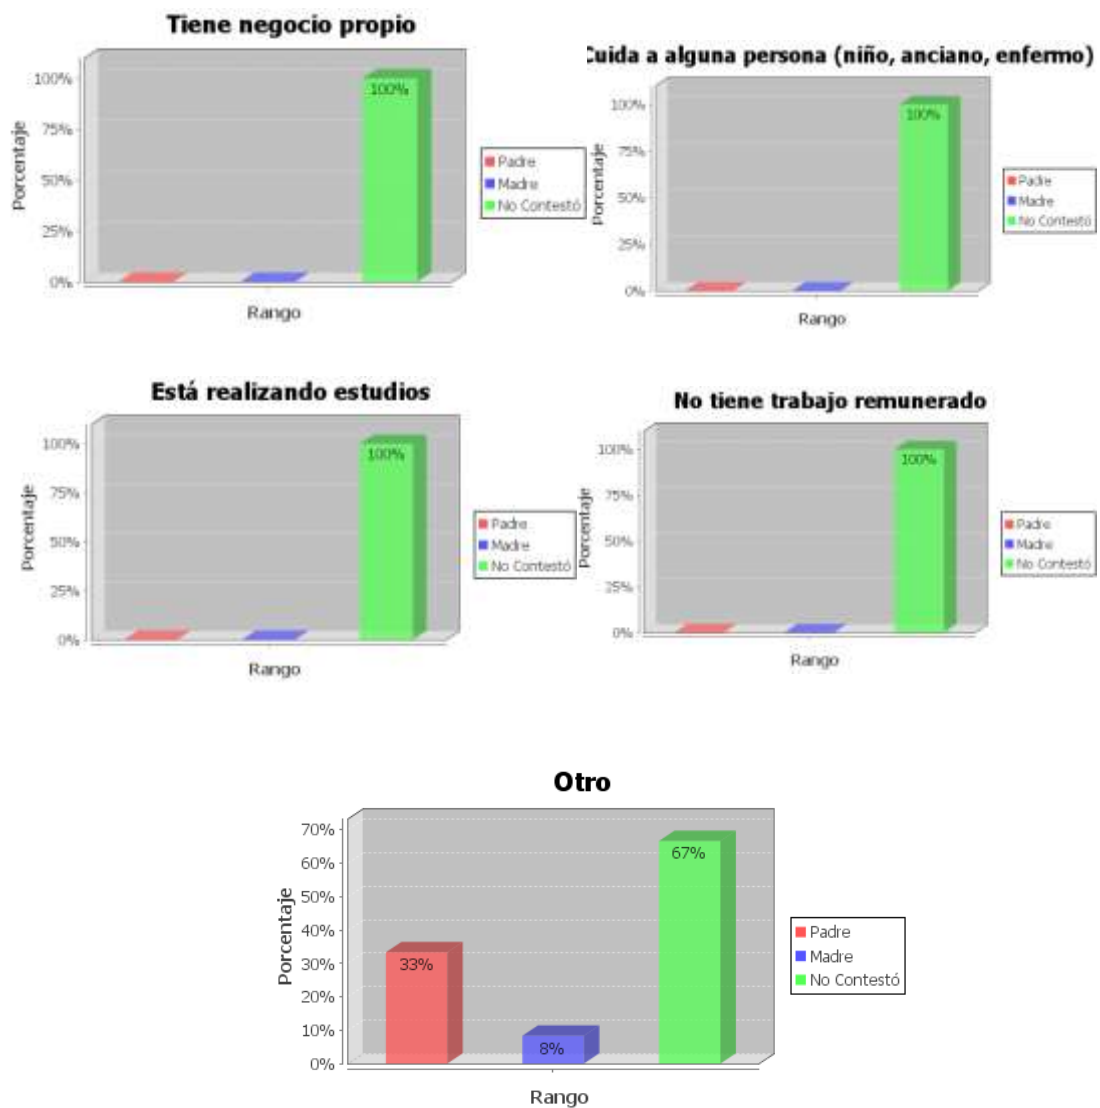 Tiene negocio propio
100%
75%
50%
25%
0%
Porcentaje
100%
Rango
Padre
Madre
No Contestó
Cuida a alguna persona (niño, anciano, enfermo)
100%
75%
50%
25%
0%
Porcentaje
100%
Rango
Padre
Madre
No Contestó
Está realizando estudios
100%
75%
50%
25%
0%
Porcentaje
100%
Rango
Padre
Madre
No Contestó
No tiene trabajo remunerado
100%
75%
50%
25%
0%
Porcentaje
100%
Rango
Padre
Madre
No Contestó
Otro
70%
60%
50%
40%
30%
20%
10%
0%
Porcentaje
33%
8%
67%
Rango
Padre
Madre
No Contestó